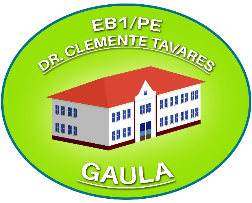 EB1/PE
DR. CLEMENTE TAVARES
GAULA